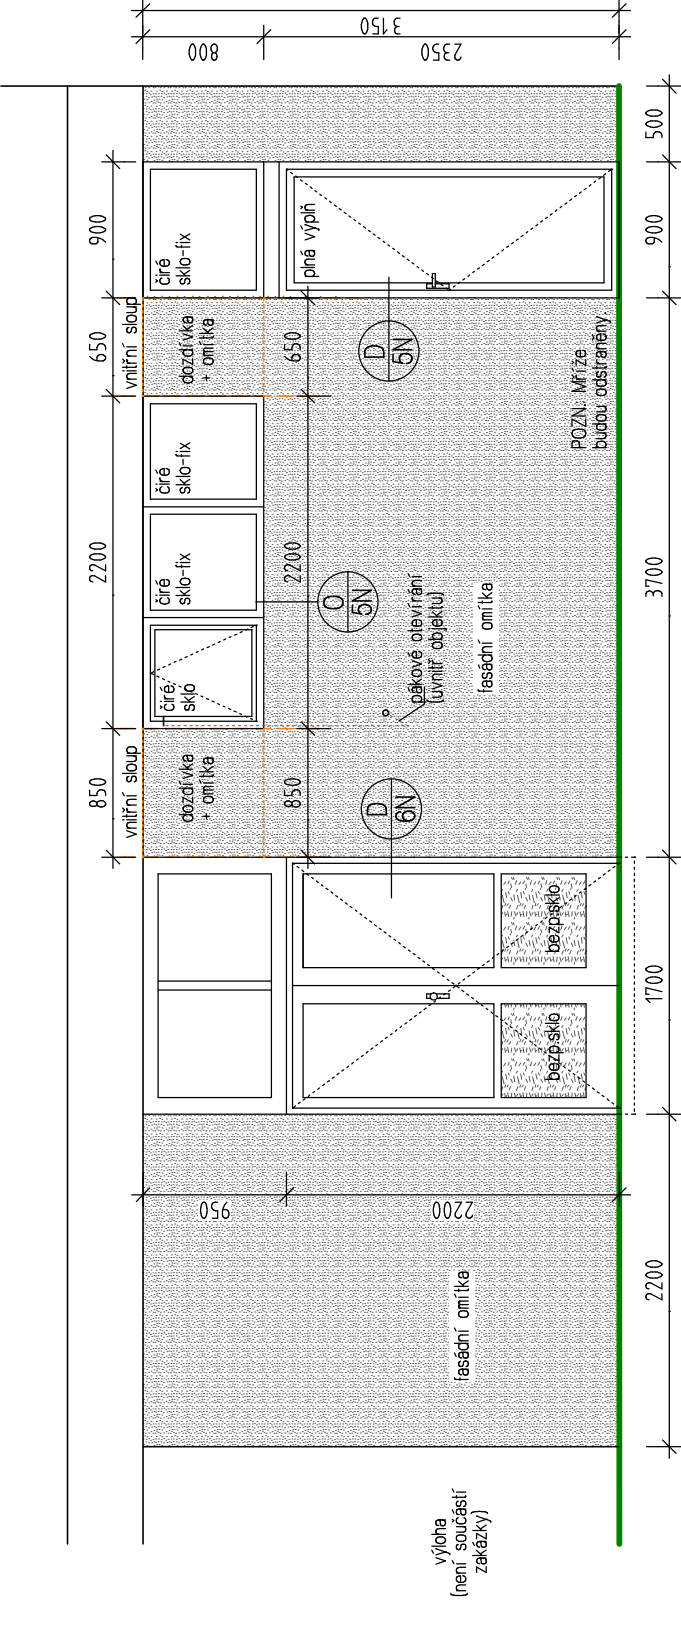 3150
800
2350
900
650
2200
850
vnitřní sloup
vnitřní sloup
čiré
sklo-fix
plná výplň
dozdívka
+ omítka
650
D
5N
POZN. Mříže
budou odstraněny
čiré
sklo-fix
čiré
sklo-fix
2200
O
5N
čiré
sklo
pákové otevírání
(uvnitř objektu)
fasádní omítka
dozdívka
+ omítka
850
D
6N
bezp.sklo
bezp.sklo
950
2200
fasádní omítka
výloha
(není součástí
zakázky)
500
900
3700
1700
2200